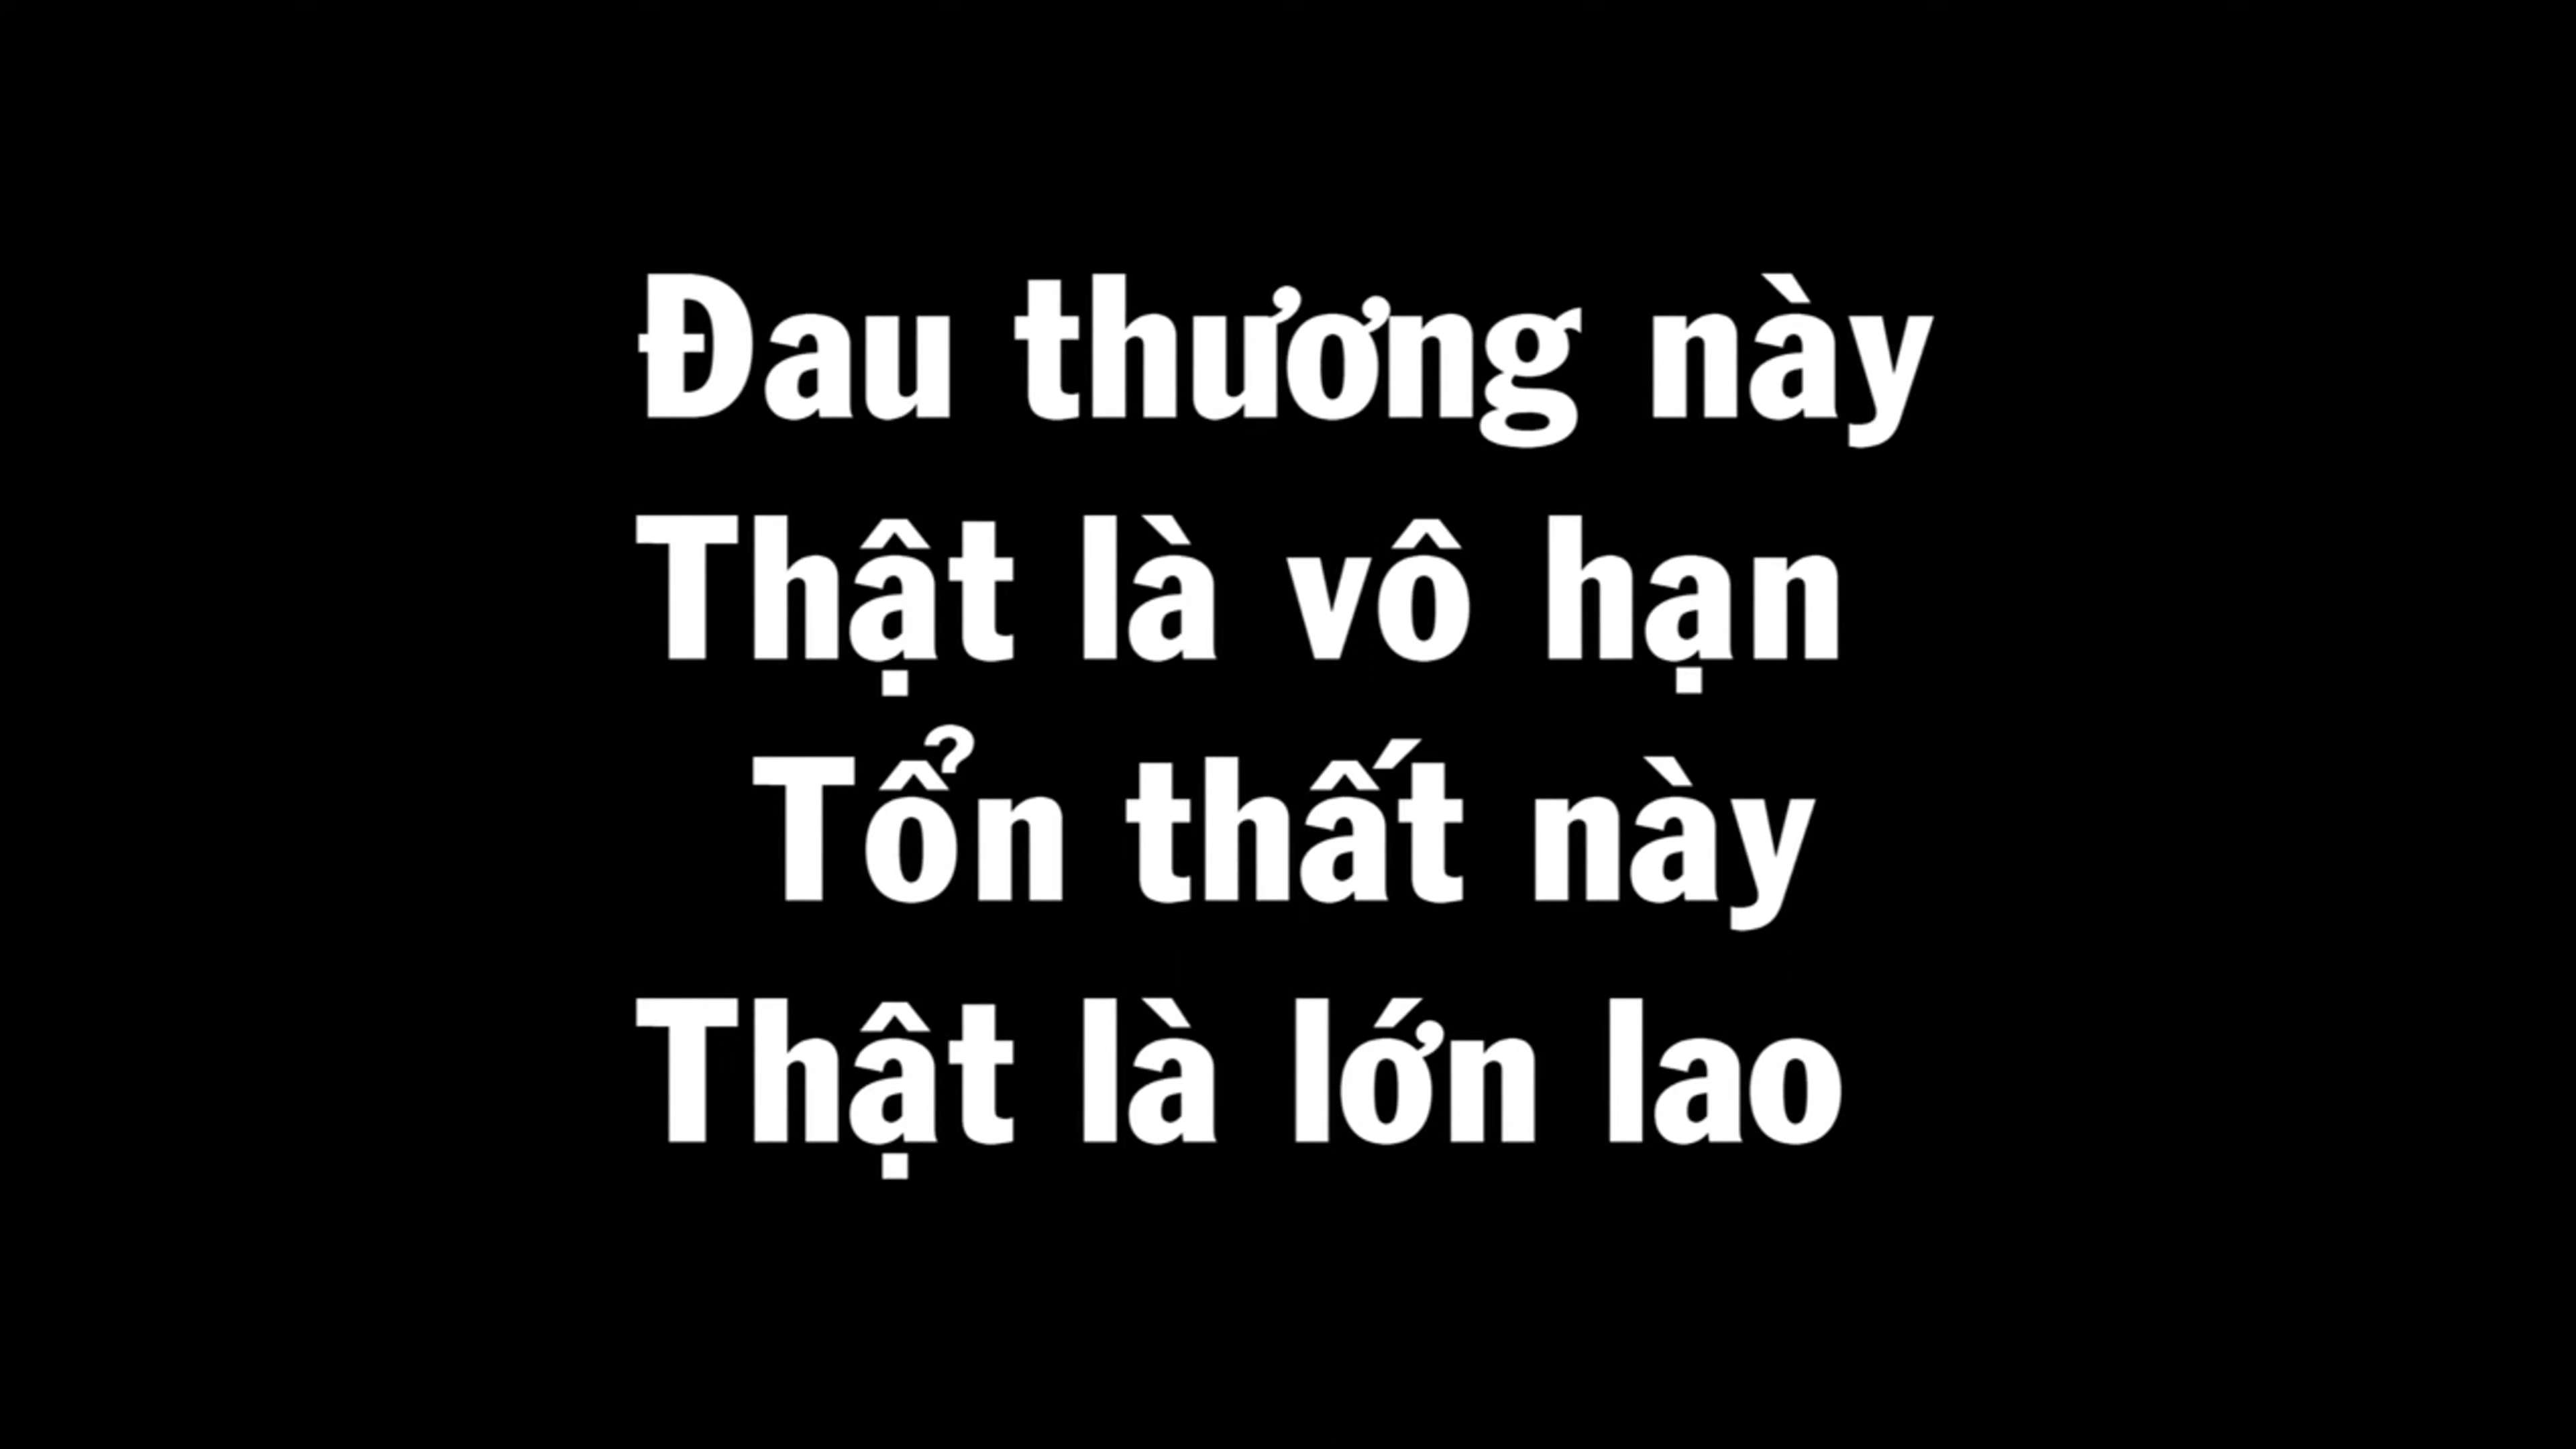 Đau thương này
Thật là vô hạn
Tổn thất này
Thật là lớn lao